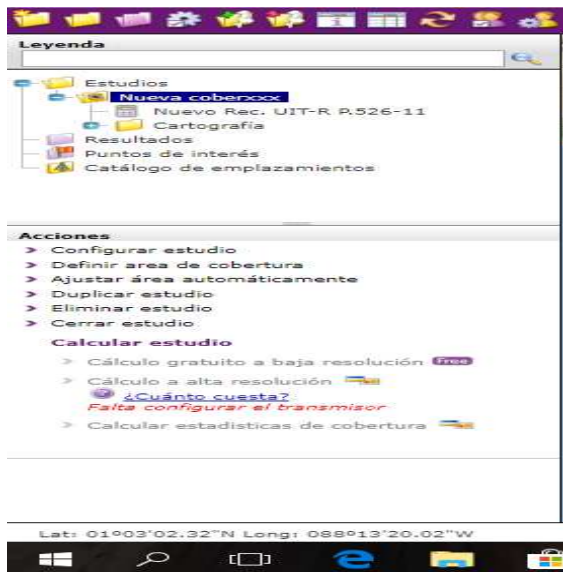 Leyenda
Estudios
Nueva coberxxx
Nuevo Rec. UIT-R P.526-11
Cartografía
Resultados
Puntos de interés
Catálogo de emplazamientos
Acciones
> Configurar estudio
> Definir area de cobertura
> Ajustar área automáticamente
> Duplicar estudio
> Eliminar estudio
> Cerrar estudio
Calcular estudio
> Cálculo gratuito a baja resolución Free
> Cálculo a alta resolución
¿Cuánto cuesta?
Falta configurar el transmisor
> Calcular estadísticas de cobertura
Lat: 01º03'02.32"N Long: 088º13'20.02"W